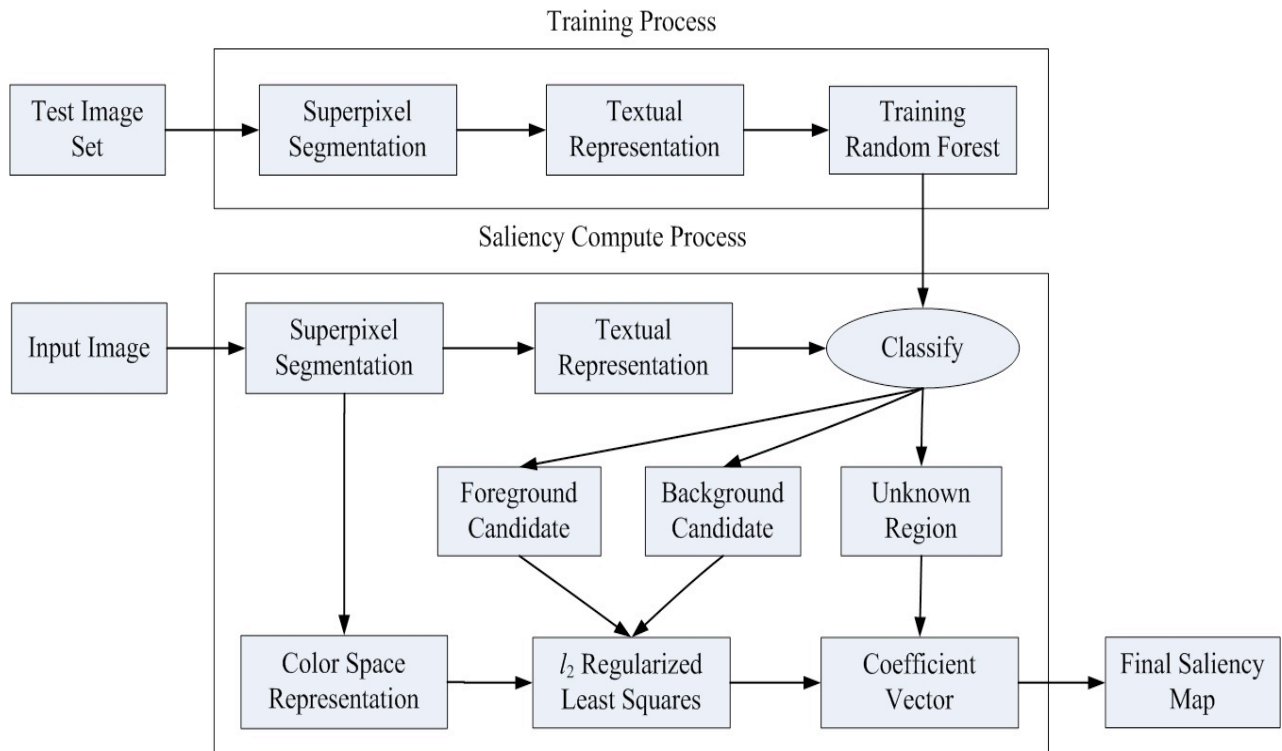 Training Process
Test Image
Set
Superpixel
Segmentation
Textual
Representation
Training
Random Forest
Saliency Compute Process
Input Image
Superpixel
Segmentation
Textual
Representation
Classify
Foreground
Candidate
Background
Candidate
Unknown
Region
Color Space
Representation
l₂ Regularized
Least Squares
Coefficient
Vector
Final Saliency
Map